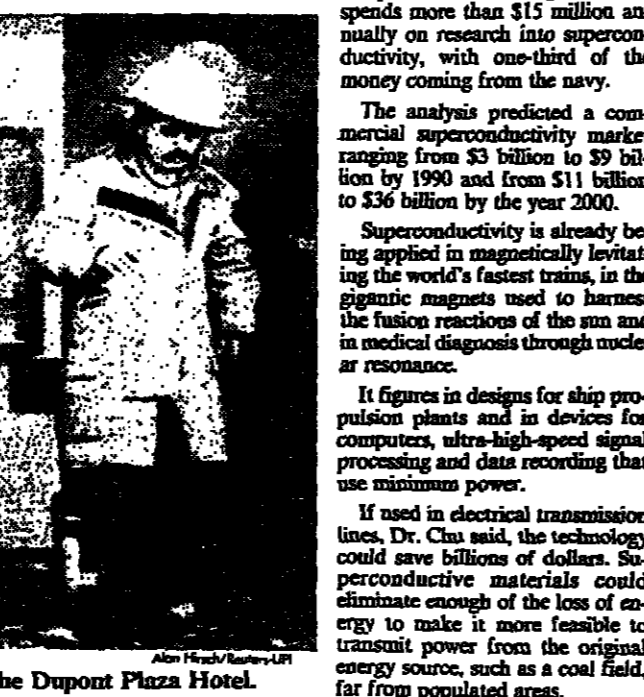 Alan Hirsch/Reuters-UPI
he Dupont Plaza Hotel.
spends more than $15 million an
nually on research into supercon
ductivity, with one-third of th
money coming from the navy.
The analysis predicted a com-
mercial superconductivity marke
ranging from $3 billion to $9 bil-
lion by 1990 and from $11 billion
to $36 billion by the year 2000.
Superconductivity is already be
ing applied in magnetically levitat
ing the world's fastest trains, in the
gigantic magnets used to harnes
the fusion reactions of the sun and
in medical diagnosis through nucle
ar resonance.
It figures in designs for ship pro-
pulsion plants and in devices for
computers, ultra-high-speed signal
processing and data recording that
use minimum power.
If used in electrical transmission
lines, Dr. Chu said, the technology
could save billions of dollars. Su-
perconductive materials could
eliminate enough of the loss of en-
ergy to make it more feasible to
transmit power from the original
energy source, such as a coal field,
far from populated areas.